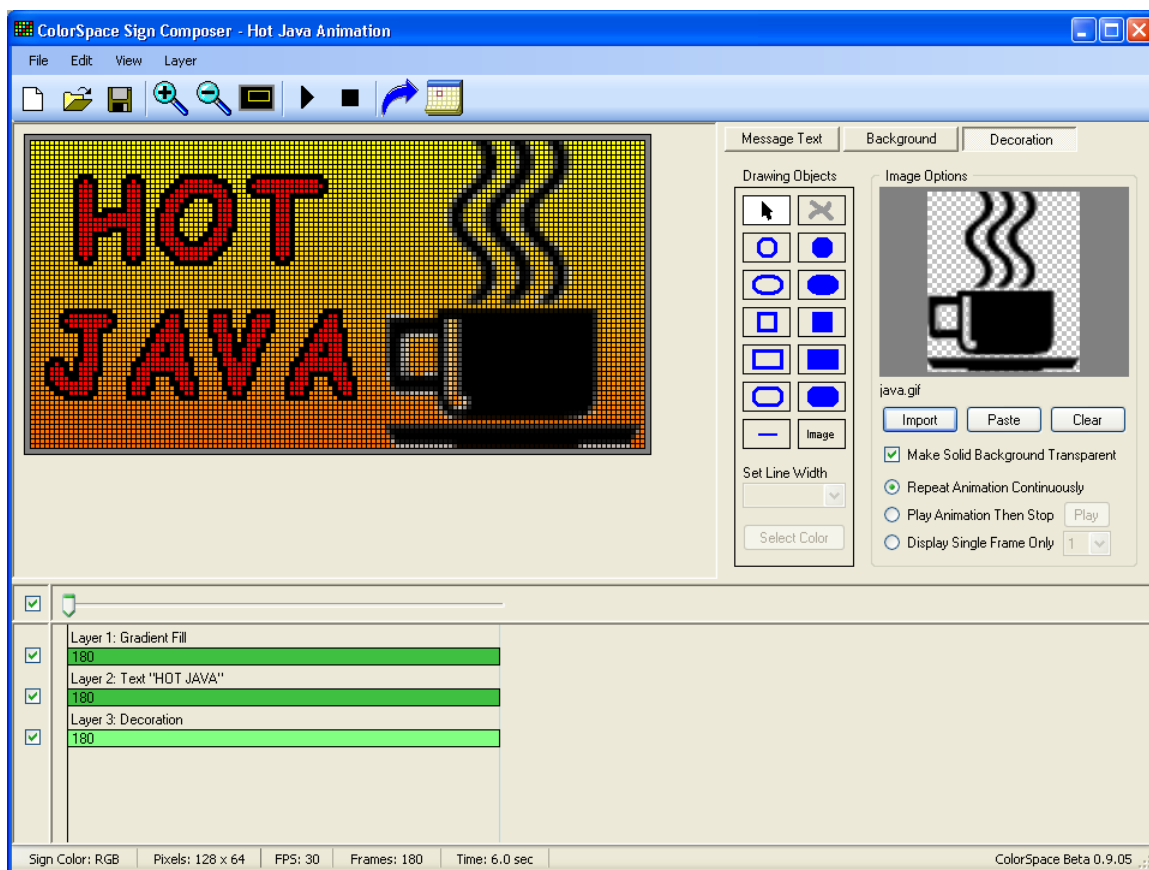 ColorSpace Sign Composer - Hot Java Animation
File Edit View Layer
Message Text Background Decoration
HOT
JAVA
Drawing Objects
Image
Set Line Width
Select Color
Image Options
java.gif
Import Paste Clear
Make Solid Background Transparent
Repeat Animation Continuously
Play Animation Then Stop Play
Display Single Frame Only 1
Layer 1: Gradient Fill
180
Layer 2: Text "HOT JAVA"
180
Layer 3: Decoration
180
Sign Color: RGB Pixels: 128 x 64 FPS: 30 Frames: 180 Time: 6.0 sec ColorSpace Beta 0.9.05